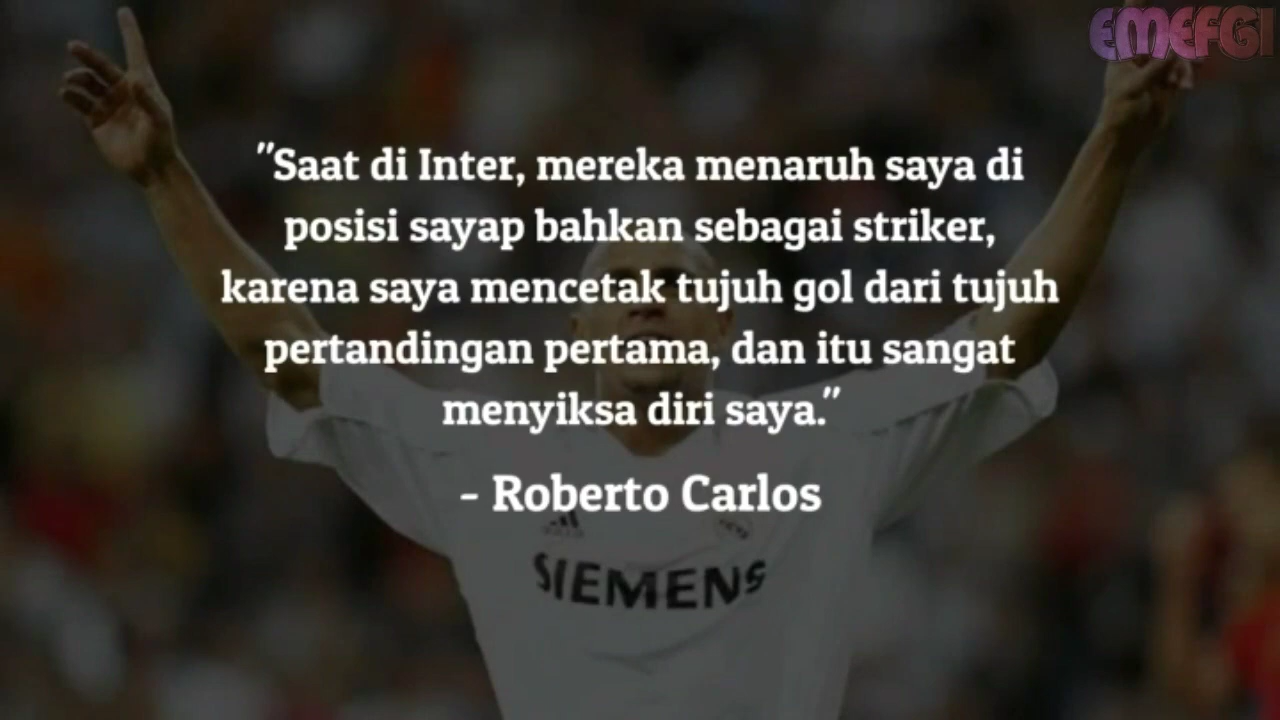 EMEFGI
"Saat di Inter, mereka menaruh saya di
posisi sayap bahkan sebagai striker,
karena saya mencetak tujuh gol dari tujuh
pertandingan pertama, dan itu sangat
menyiksa diri saya."
- Roberto Carlos
SIEMENS